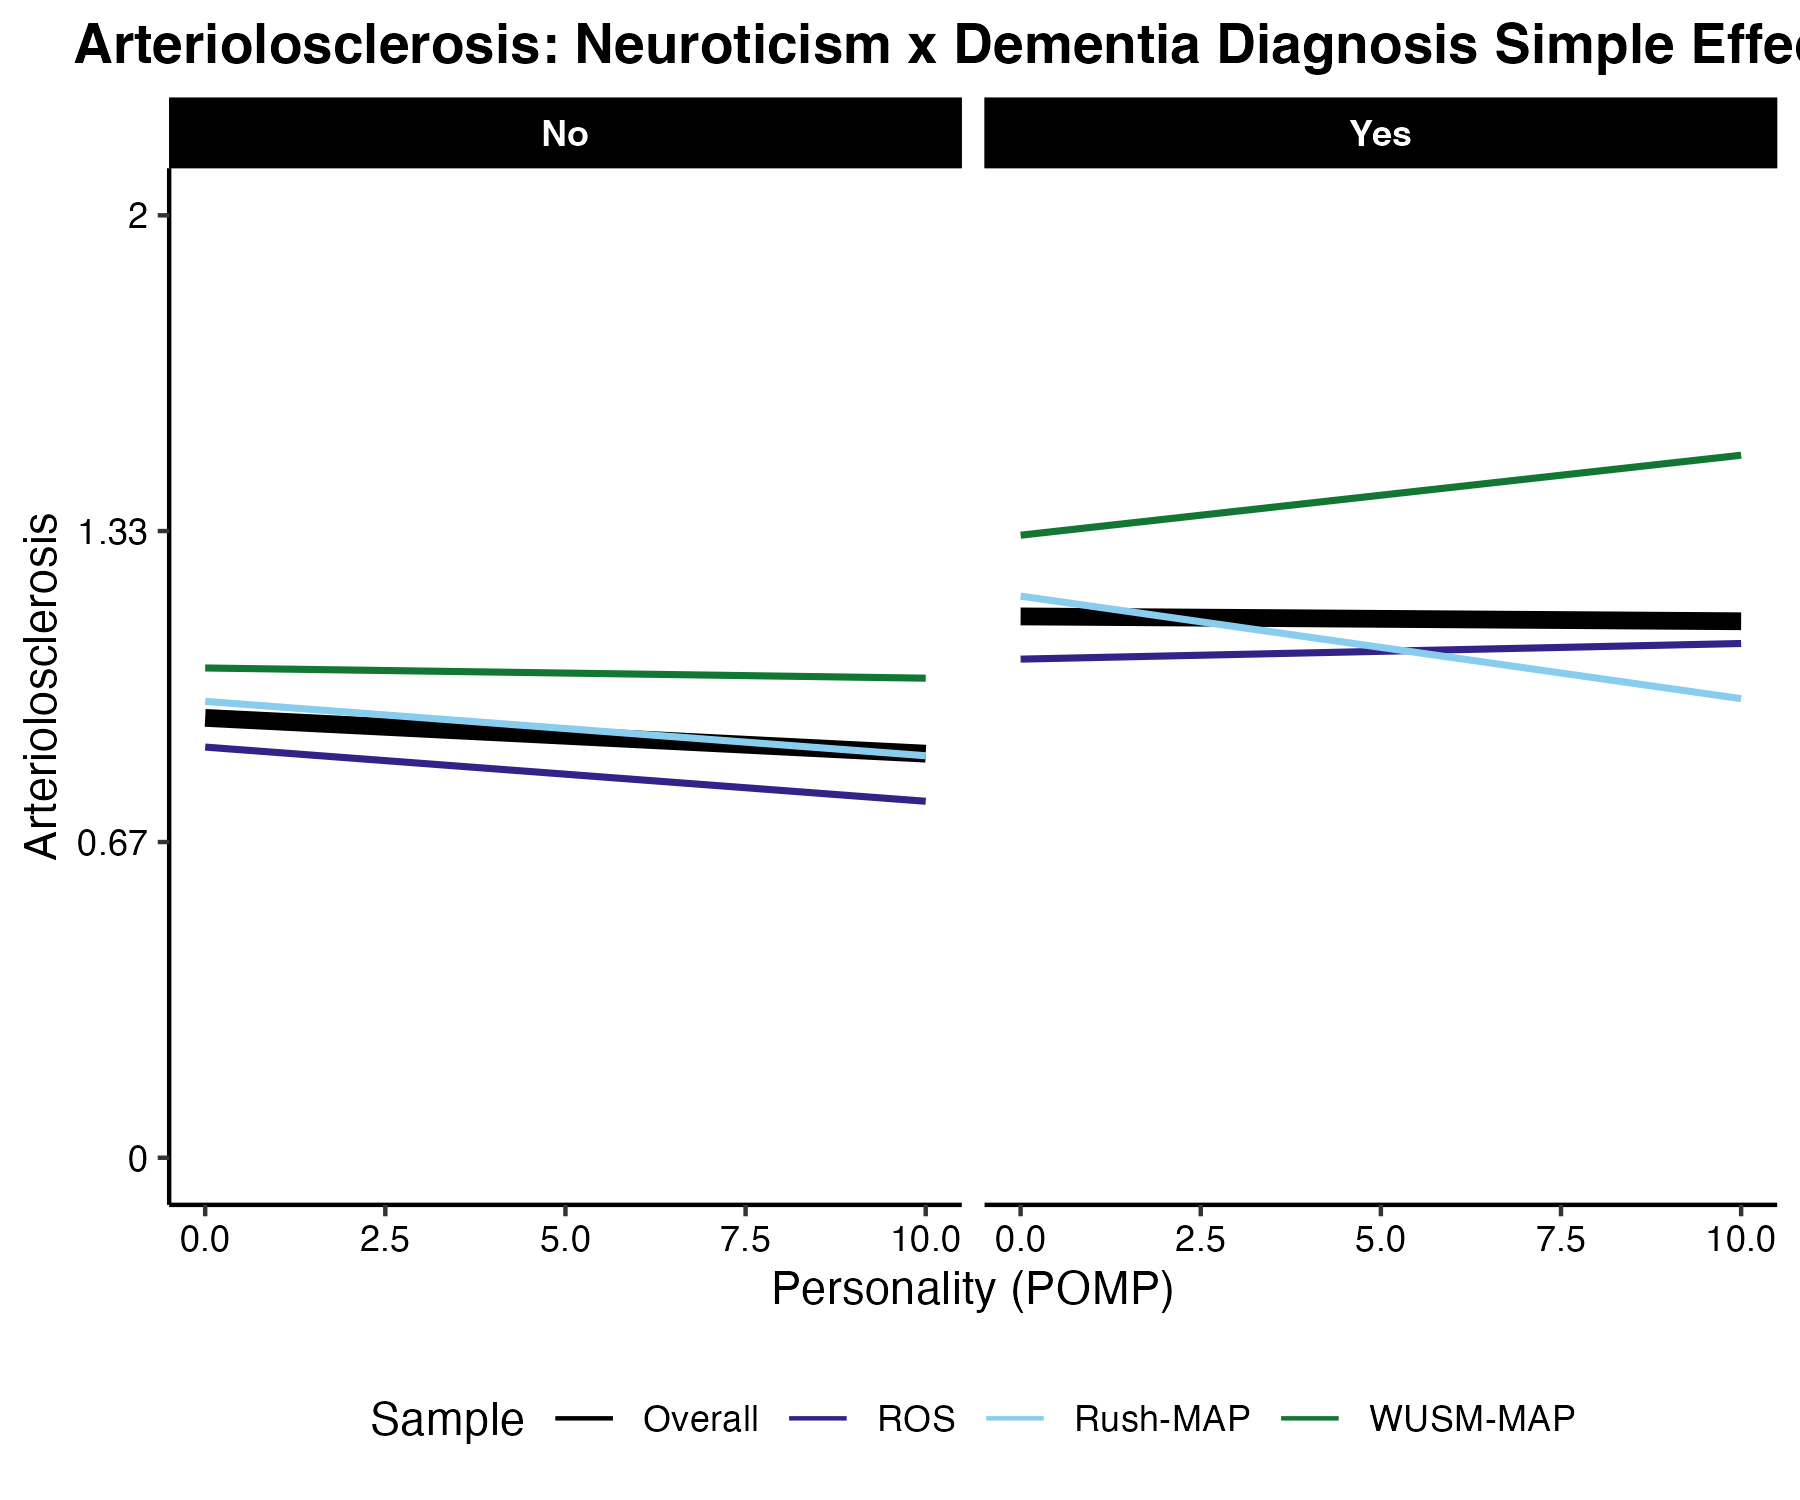 Arteriolosclerosis: Neuroticism x Dementia Diagnosis Simple
No Yes
2
1.33
0.67
0
Arteriolosclerosis
0.0 2.5 5.0 7.5 10.0 0.0 2.5 5.0 7.5 10.0
Personality (POMP)
Sample Overall ROS Rush-MAP WUSM-MAP